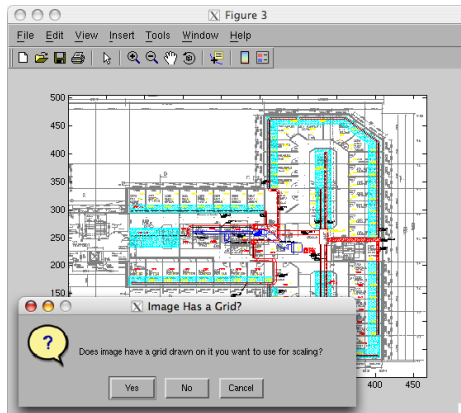 Figure 3
File Edit View Insert Tools Window Help
500
450
400
350
300
250
200
150
400 450
Image Has a Grid?
Does image have a grid drawn on it you want to use for scaling?
Yes No Cancel